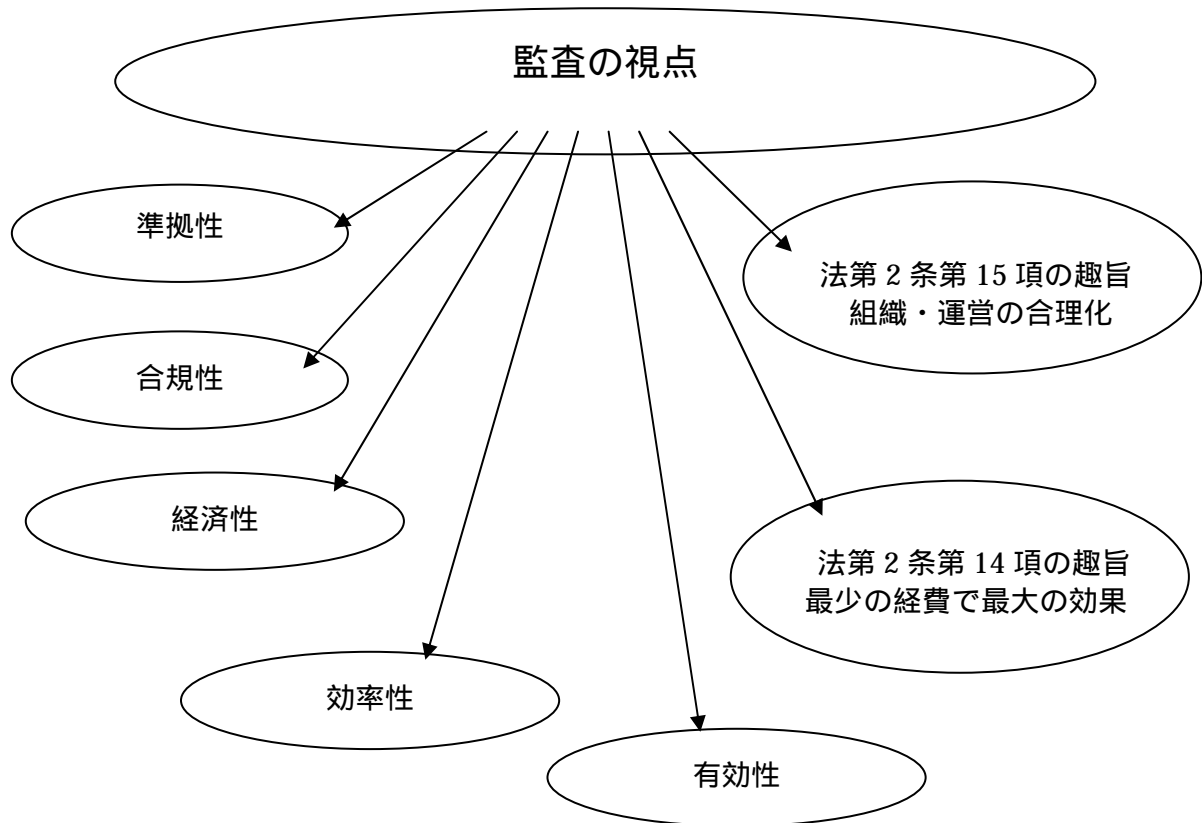 監査の視点
準拠性
法第 2 条第 15 項の趣旨
組織・運営の合理化
合規性
経済性
法第 2 条第 14 項の趣旨
最少の経費で最大の効果
効率性
有効性